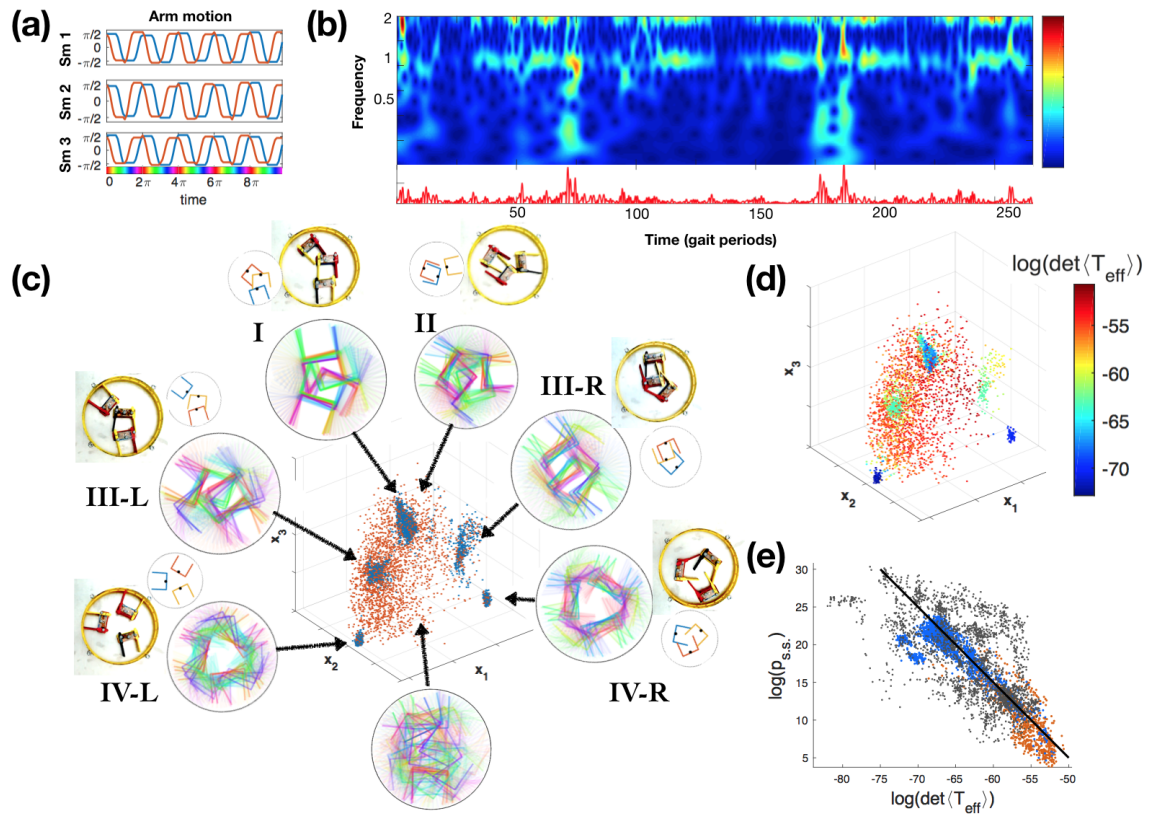 (a)
Arm motion
Sm 1
π/2
0
-π/2
Sm 2
π/2
0
-π/2
Sm 3
π/2
0
-π/2
0 2π 4π 6π 8π
time
(b)
Frequency
2
1
0.5
50 100 150 200 250
Time (gait periods)
(c)
I
II
III-R
III-L
IV-L
IV-R
x3
x2
x1
(d)
log(det⟨Teff⟩)
-55
-60
-65
-70
x3
x2
x1
(e)
log(ps.s.)
30
25
20
15
10
5
-80 -75 -70 -65 -60 -55 -50
log(det⟨Teff⟩)